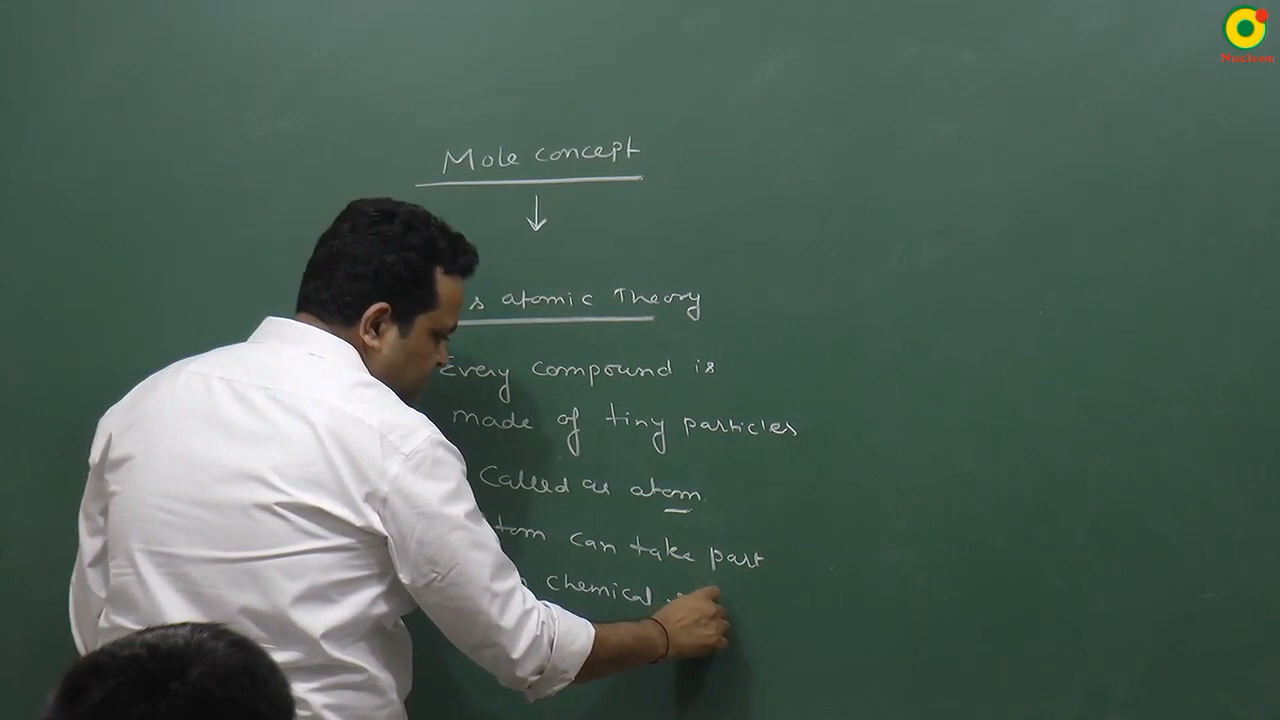 Nucleon
Mole concept
s atomic Theory
Every compound is
made of tiny particles
Called as atom
tom can take part
chemical